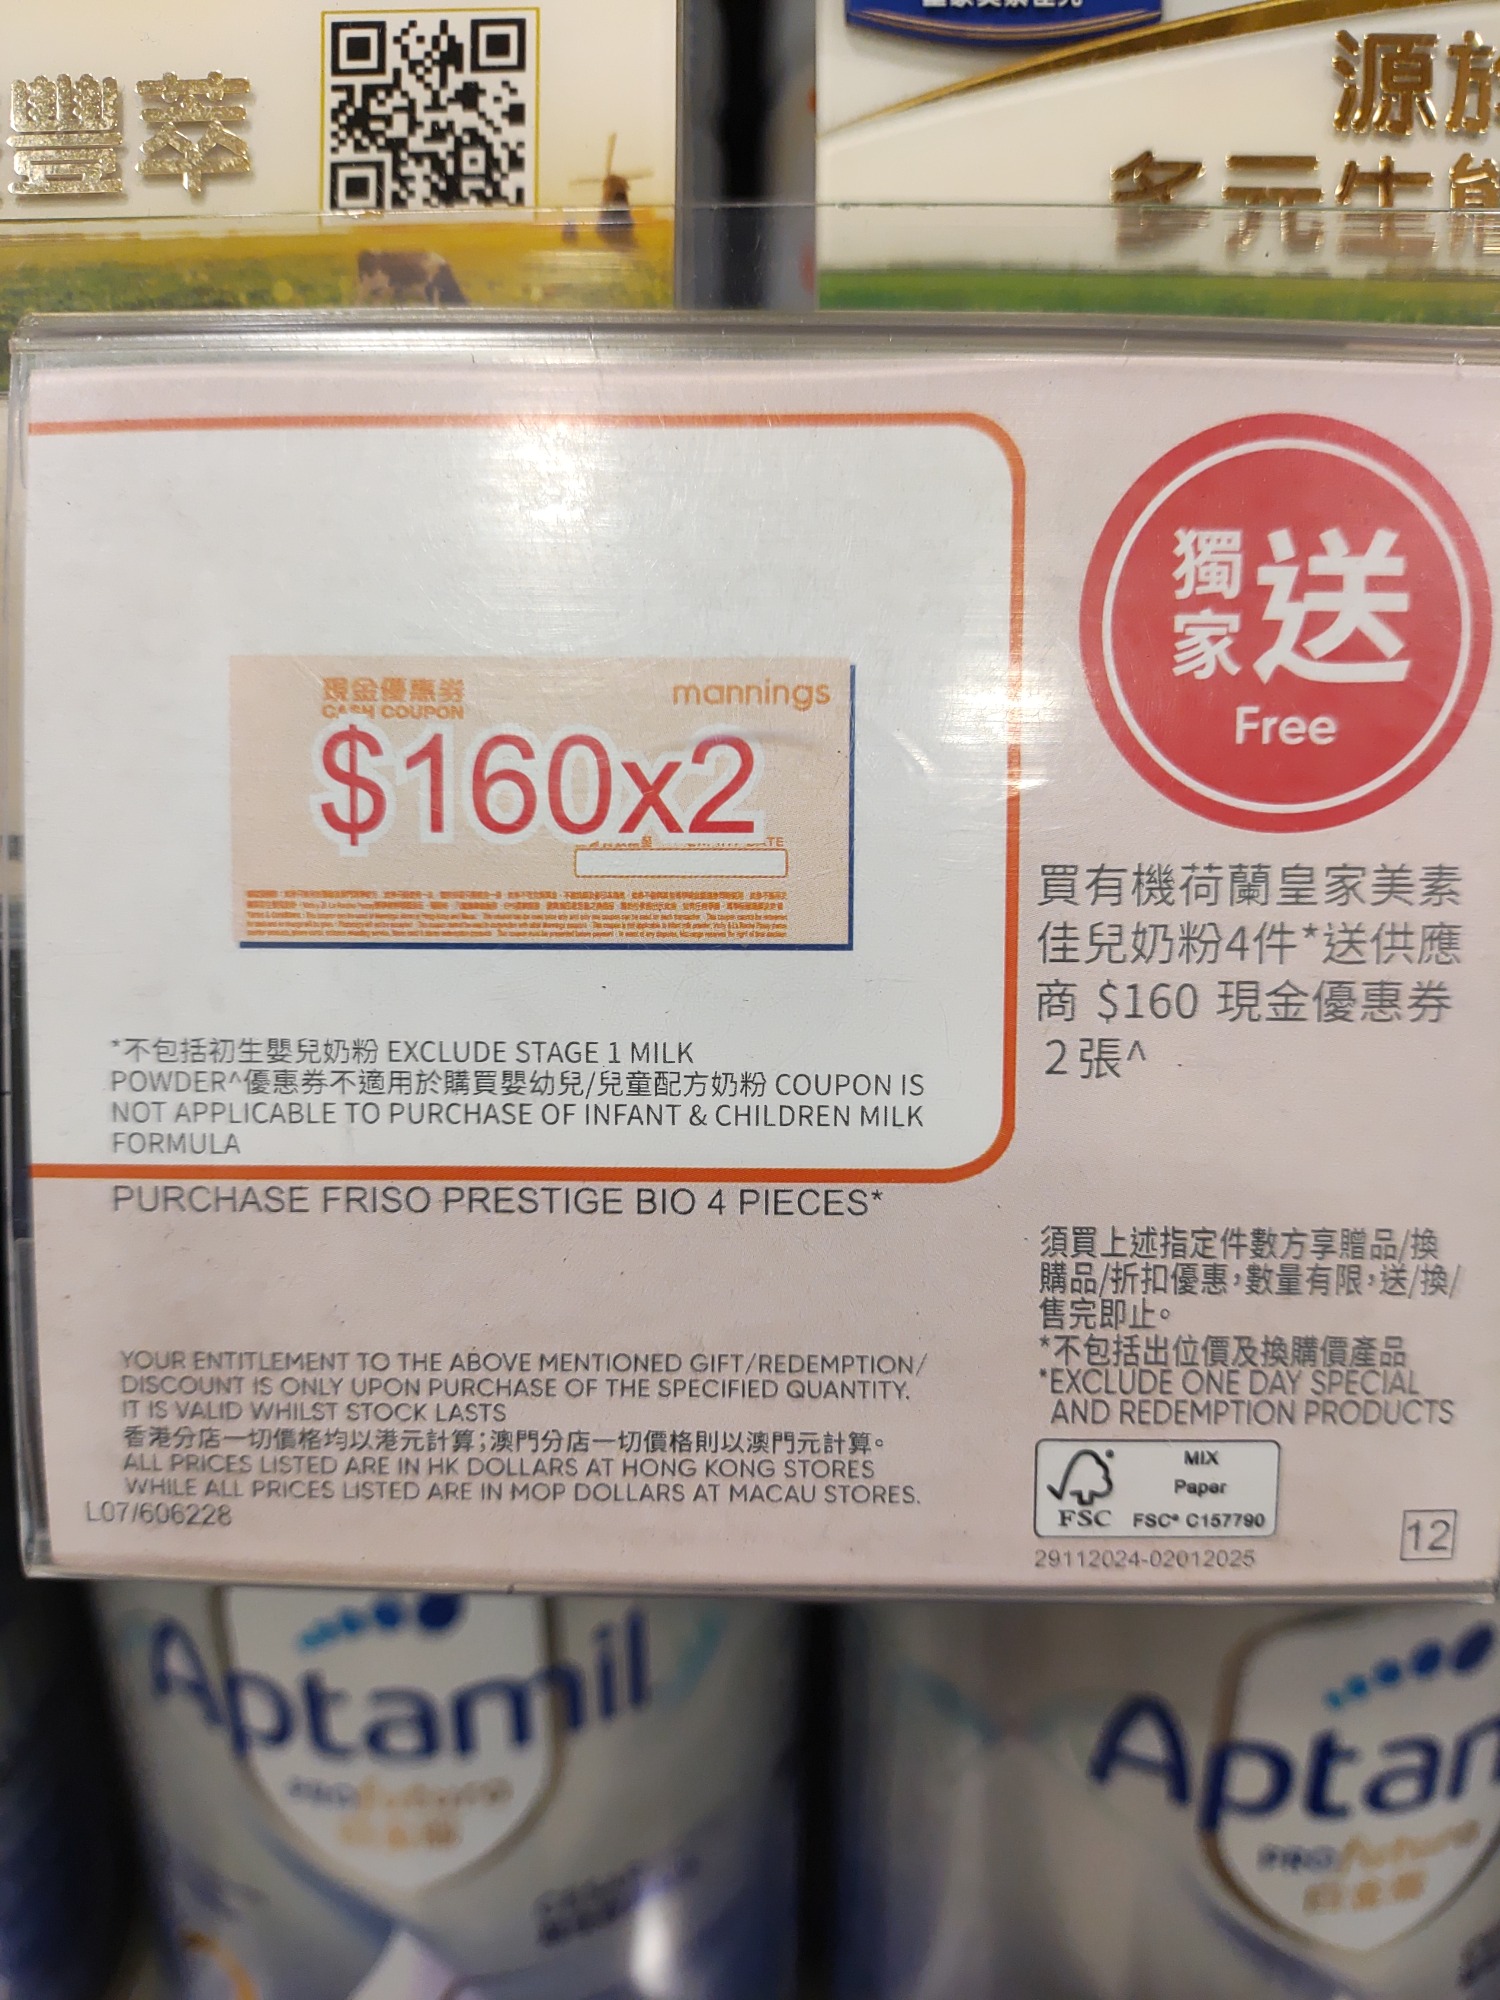 豐萃
源於
多元生能
現金優惠券
CASH COUPON
mannings
$160x2
獨家
送
Free
買有機荷蘭皇家美素
佳兒奶粉4件*送供應
商 $160 現金優惠券
2張^
*不包括初生嬰兒奶粉 EXCLUDE STAGE 1 MILK
POWDER^優惠券不適用於購買嬰幼兒/兒童配方奶粉 COUPON IS
NOT APPLICABLE TO PURCHASE OF INFANT & CHILDREN MILK
FORMULA
PURCHASE FRISO PRESTIGE BIO 4 PIECES*
須買上述指定件數方享贈品/換
購品/折扣優惠，數量有限，送/換/
售完即止。
*不包括出位價及換購價產品
*EXCLUDE ONE DAY SPECIAL
AND REDEMPTION PRODUCTS
YOUR ENTITLEMENT TO THE ABOVE MENTIONED GIFT/REDEMPTION/
DISCOUNT IS ONLY UPON PURCHASE OF THE SPECIFIED QUANTITY.
IT IS VALID WHILST STOCK LASTS
香港分店一切價格均以港元計算；澳門分店一切價格則以澳門元計算。
ALL PRICES LISTED ARE IN HK DOLLARS AT HONG KONG STORES
WHILE ALL PRICES LISTED ARE IN MOP DOLLARS AT MACAU STORES.
L07/606228
MIX
Paper
FSC
FSC® C157790
29112024-02012025
12
Aptamil
PROfutura
白金版
Aptam
PROfutura
白金版